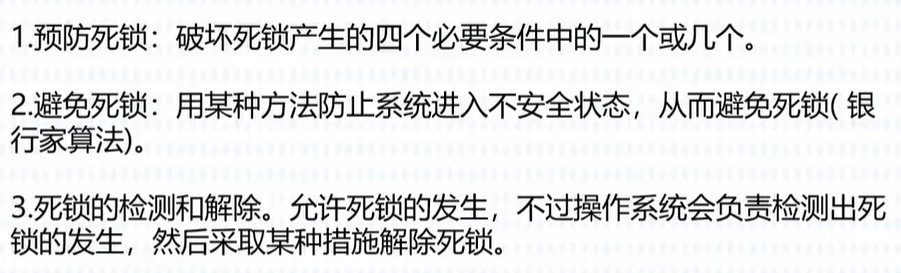 1.预防死锁：破坏死锁产生的四个必要条件中的一个或几个。
2.避免死锁：用某种方法防止系统进入不安全状态，从而避免死锁( 银
行家算法)。
3.死锁的检测和解除。允许死锁的发生，不过操作系统会负责检测出死
锁的发生，然后采取某种措施解除死锁。